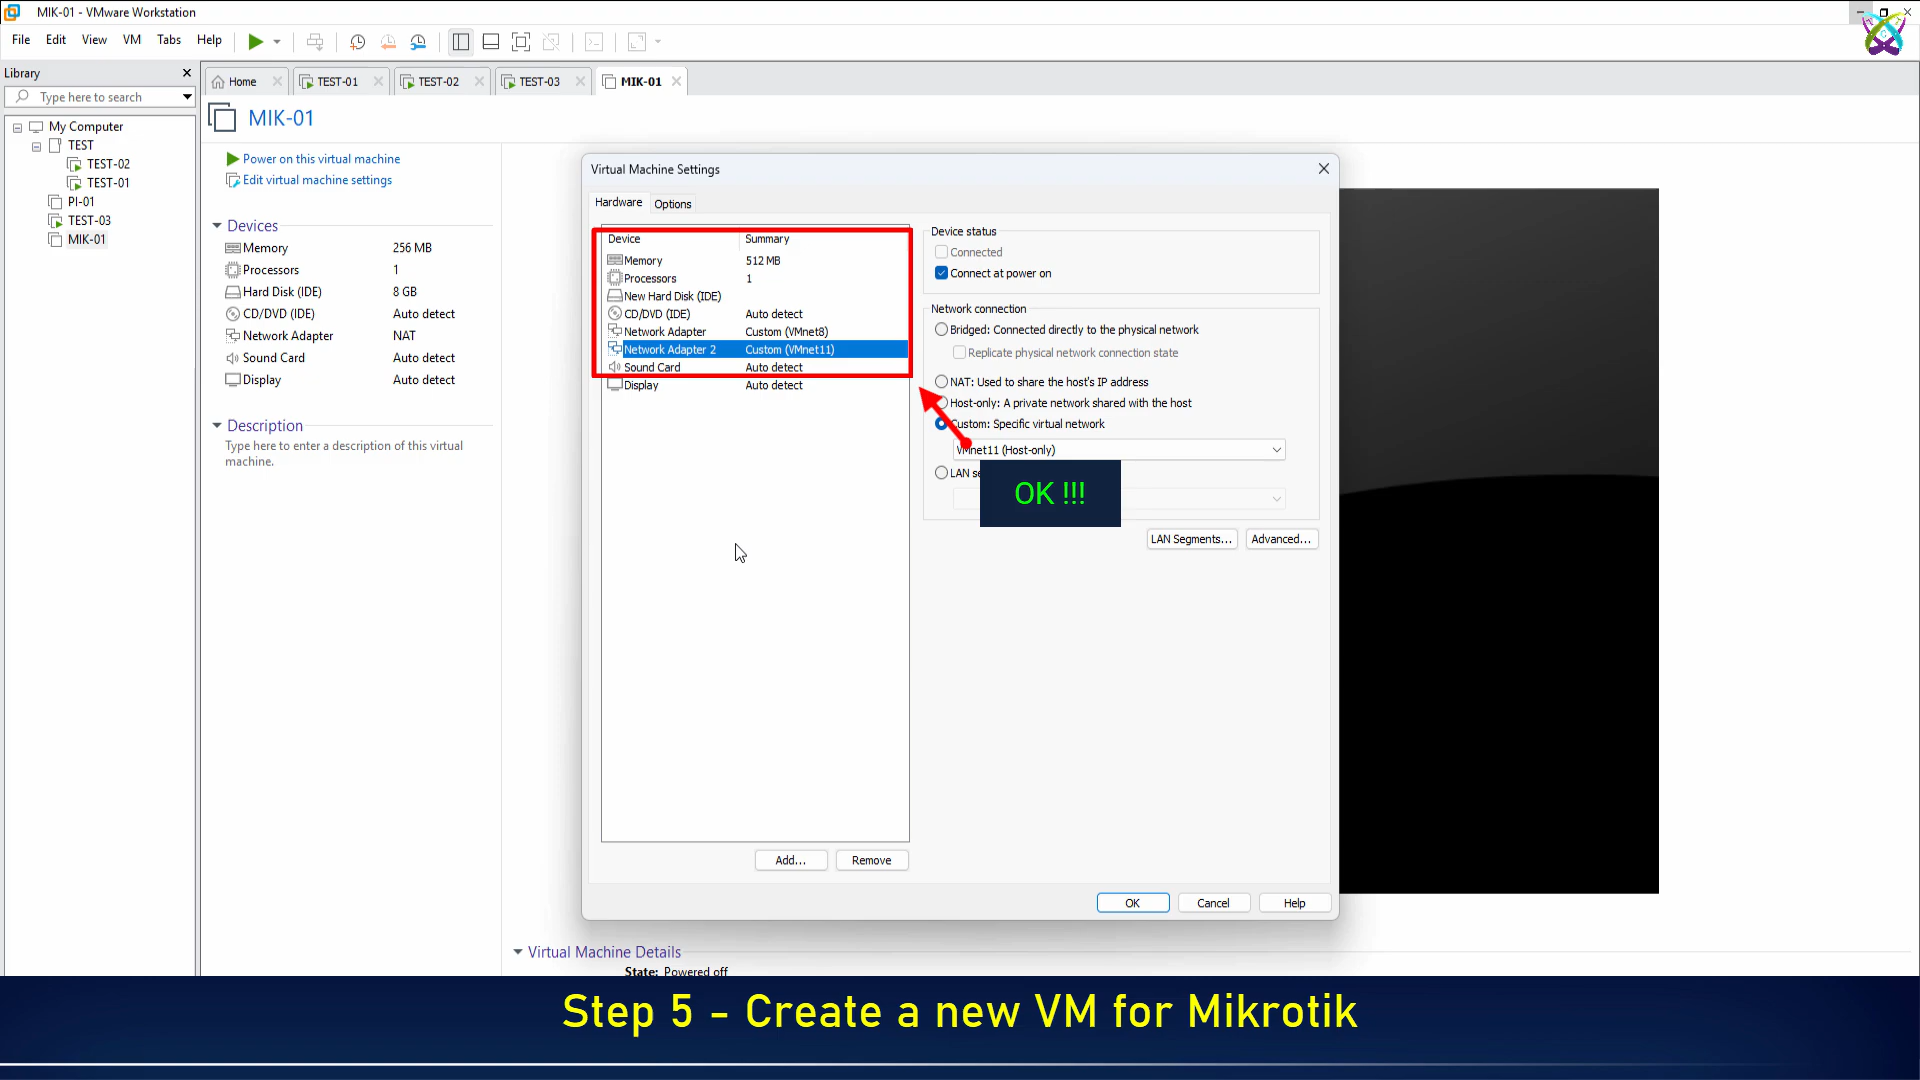 MIK-01 - VMware Workstation
File Edit View VM Tabs Help
Library
Type here to search
My Computer
TEST
TEST-02
TEST-01
PI-01
TEST-03
MIK-01
Home TEST-01 TEST-02 TEST-03 MIK-01
MIK-01
Power on this virtual machine
Edit virtual machine settings
Devices
Memory 256 MB
Processors 1
Hard Disk (IDE) 8 GB
CD/DVD (IDE) Auto detect
Network Adapter NAT
Sound Card Auto detect
Display Auto detect
Description
Type here to enter a description of this virtual
machine.
Virtual Machine Settings
Hardware Options
Device Summary
Memory 512 MB
Processors 1
New Hard Disk (IDE)
CD/DVD (IDE) Auto detect
Network Adapter Custom (VMnet8)
Network Adapter 2 Custom (VMnet11)
Sound Card Auto detect
Display Auto detect
Add... Remove
Device status
Connected
Connect at power on
Network connection
Bridged: Connected directly to the physical network
Replicate physical network connection state
NAT: Used to share the host's IP address
Host-only: A private network shared with the host
Custom: Specific virtual network
VMnet11 (Host-only)
LAN se
OK !!!
LAN Segments... Advanced...
OK Cancel Help
Virtual Machine Details
State: Powered off
Step 5 - Create a new VM for Mikrotik